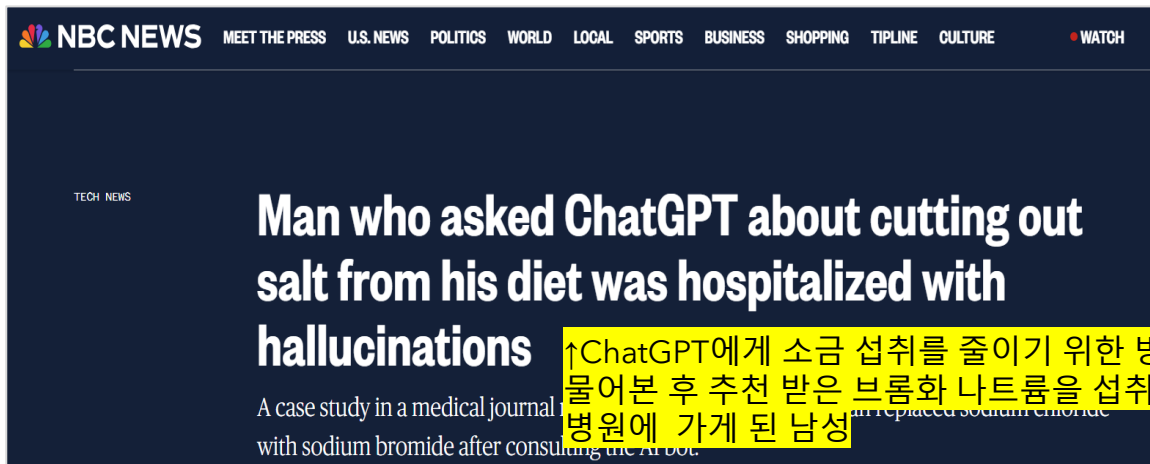 NBC NEWS MEET THE PRESS U.S. NEWS POLITICS WORLD LOCAL SPORTS BUSINESS SHOPPING TIPLINE CULTURE WATCH
TECH NEWS
Man who asked ChatGPT about cutting out
salt from his diet was hospitalized with
hallucinations
↑ChatGPT에게 소금 섭취를 줄이기 위한
물어본 후 추천 받은 브롬화 나트륨을 섭취
병원에 가게 된 남성
A case study in a medical journal replaced sodium chloride
with sodium bromide after consulting the AI bot.